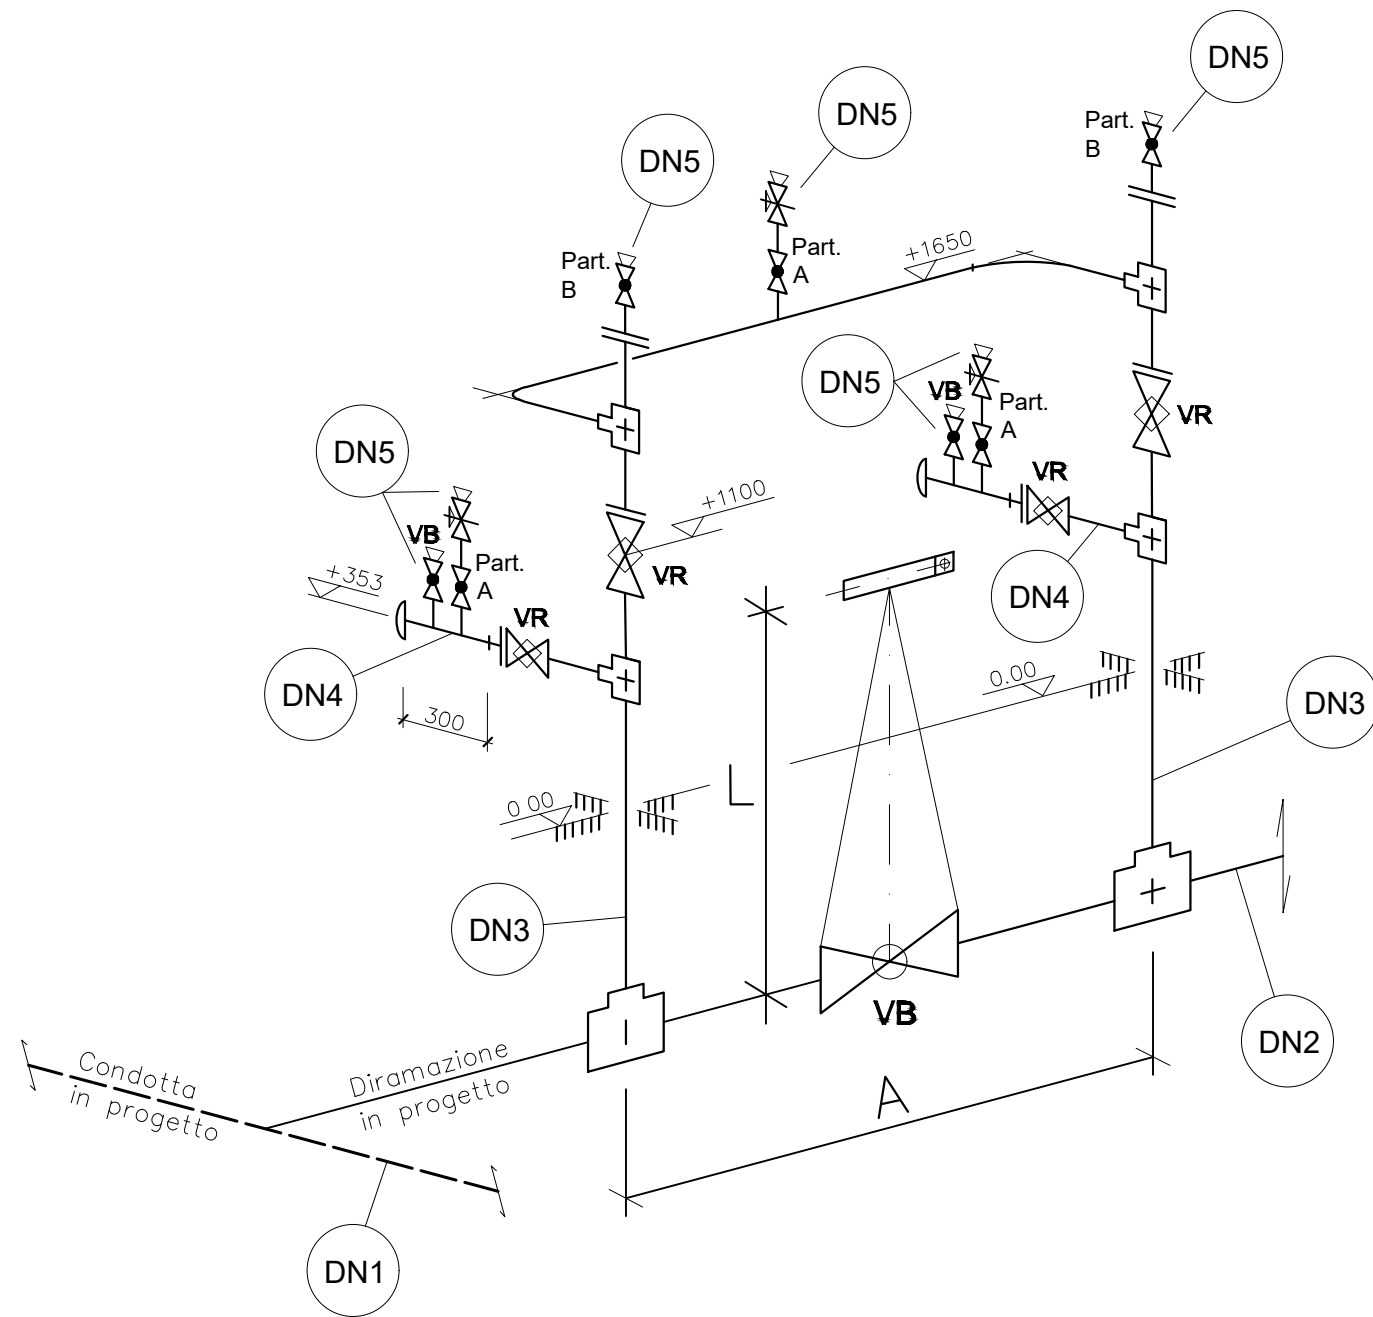 DN5
DN5
DN5
Part.
B
Part.
B
Part.
A
+1650
DN5
VB
Part.
A
VR
VR
DN5
VB
Part.
A
+1100
VR
+353
VR
DN4
DN4
300
0.00
DN3
L
0 00
DN3
VB
DN2
Condotta
in progetto
Diramazione
in progetto
A
DN1